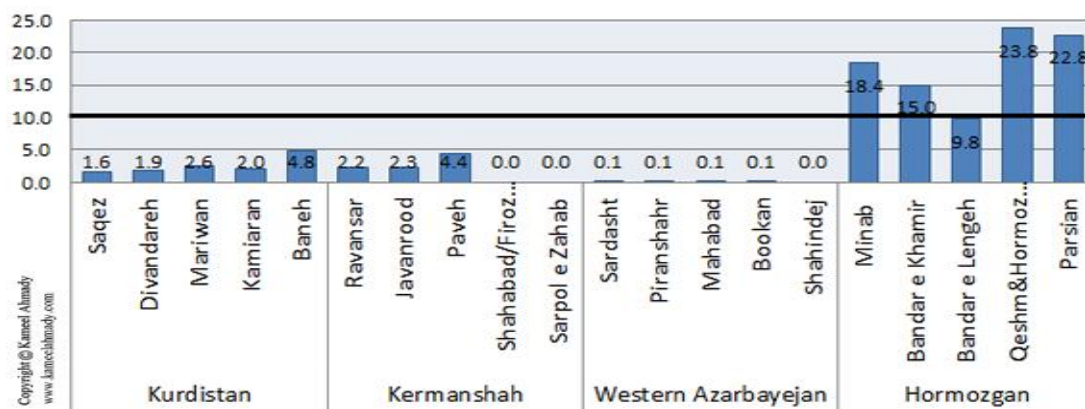 25.0
20.0
15.0
10.0
5.0
0.0
1.6 1.9 2.6 2.0 4.8 2.2 2.3 4.4 0.0 0.0 0.1 0.1 0.1 0.1 0.0 18.4 15.0 9.8 23.8 22.8
Saqez
Divandareh
Mariwan
Kamiaran
Baneh
Ravansar
Javanrood
Paveh
Shahabad/Firoz...
Sarpol e Zahab
Sardasht
Piranshahr
Mahabad
Bookan
Shahindej
Minab
Bandar e Khamir
Bandar e Lengeh
Qeshm&Hormoz...
Parsian
Kurdistan Kermanshah Western Azarbayejan Hormozgan
Copyright © Kameel Ahmady
www.kameelahmady.com